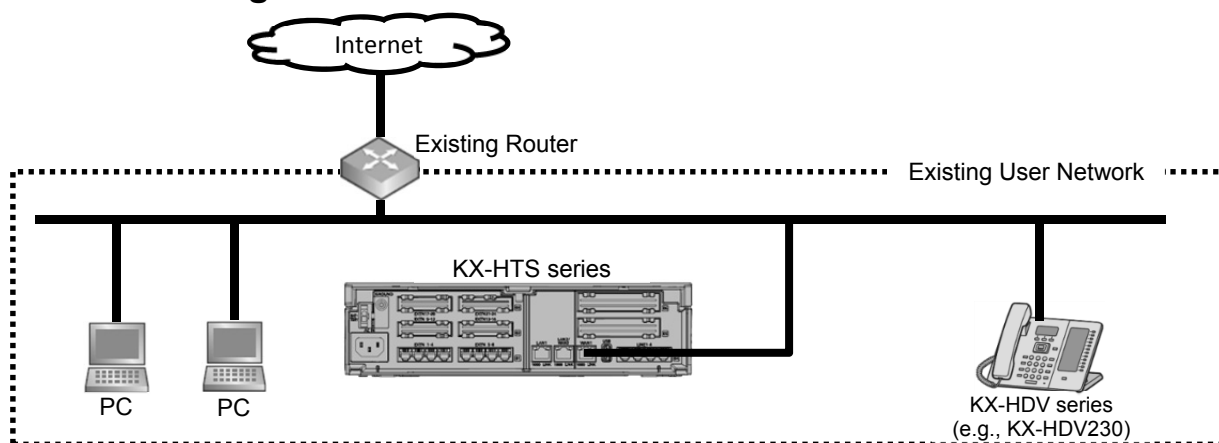 Internet
Existing Router
Existing User Network
KX-HTS series
PC
PC
KX-HDV series
(e.g., KX-HDV230)